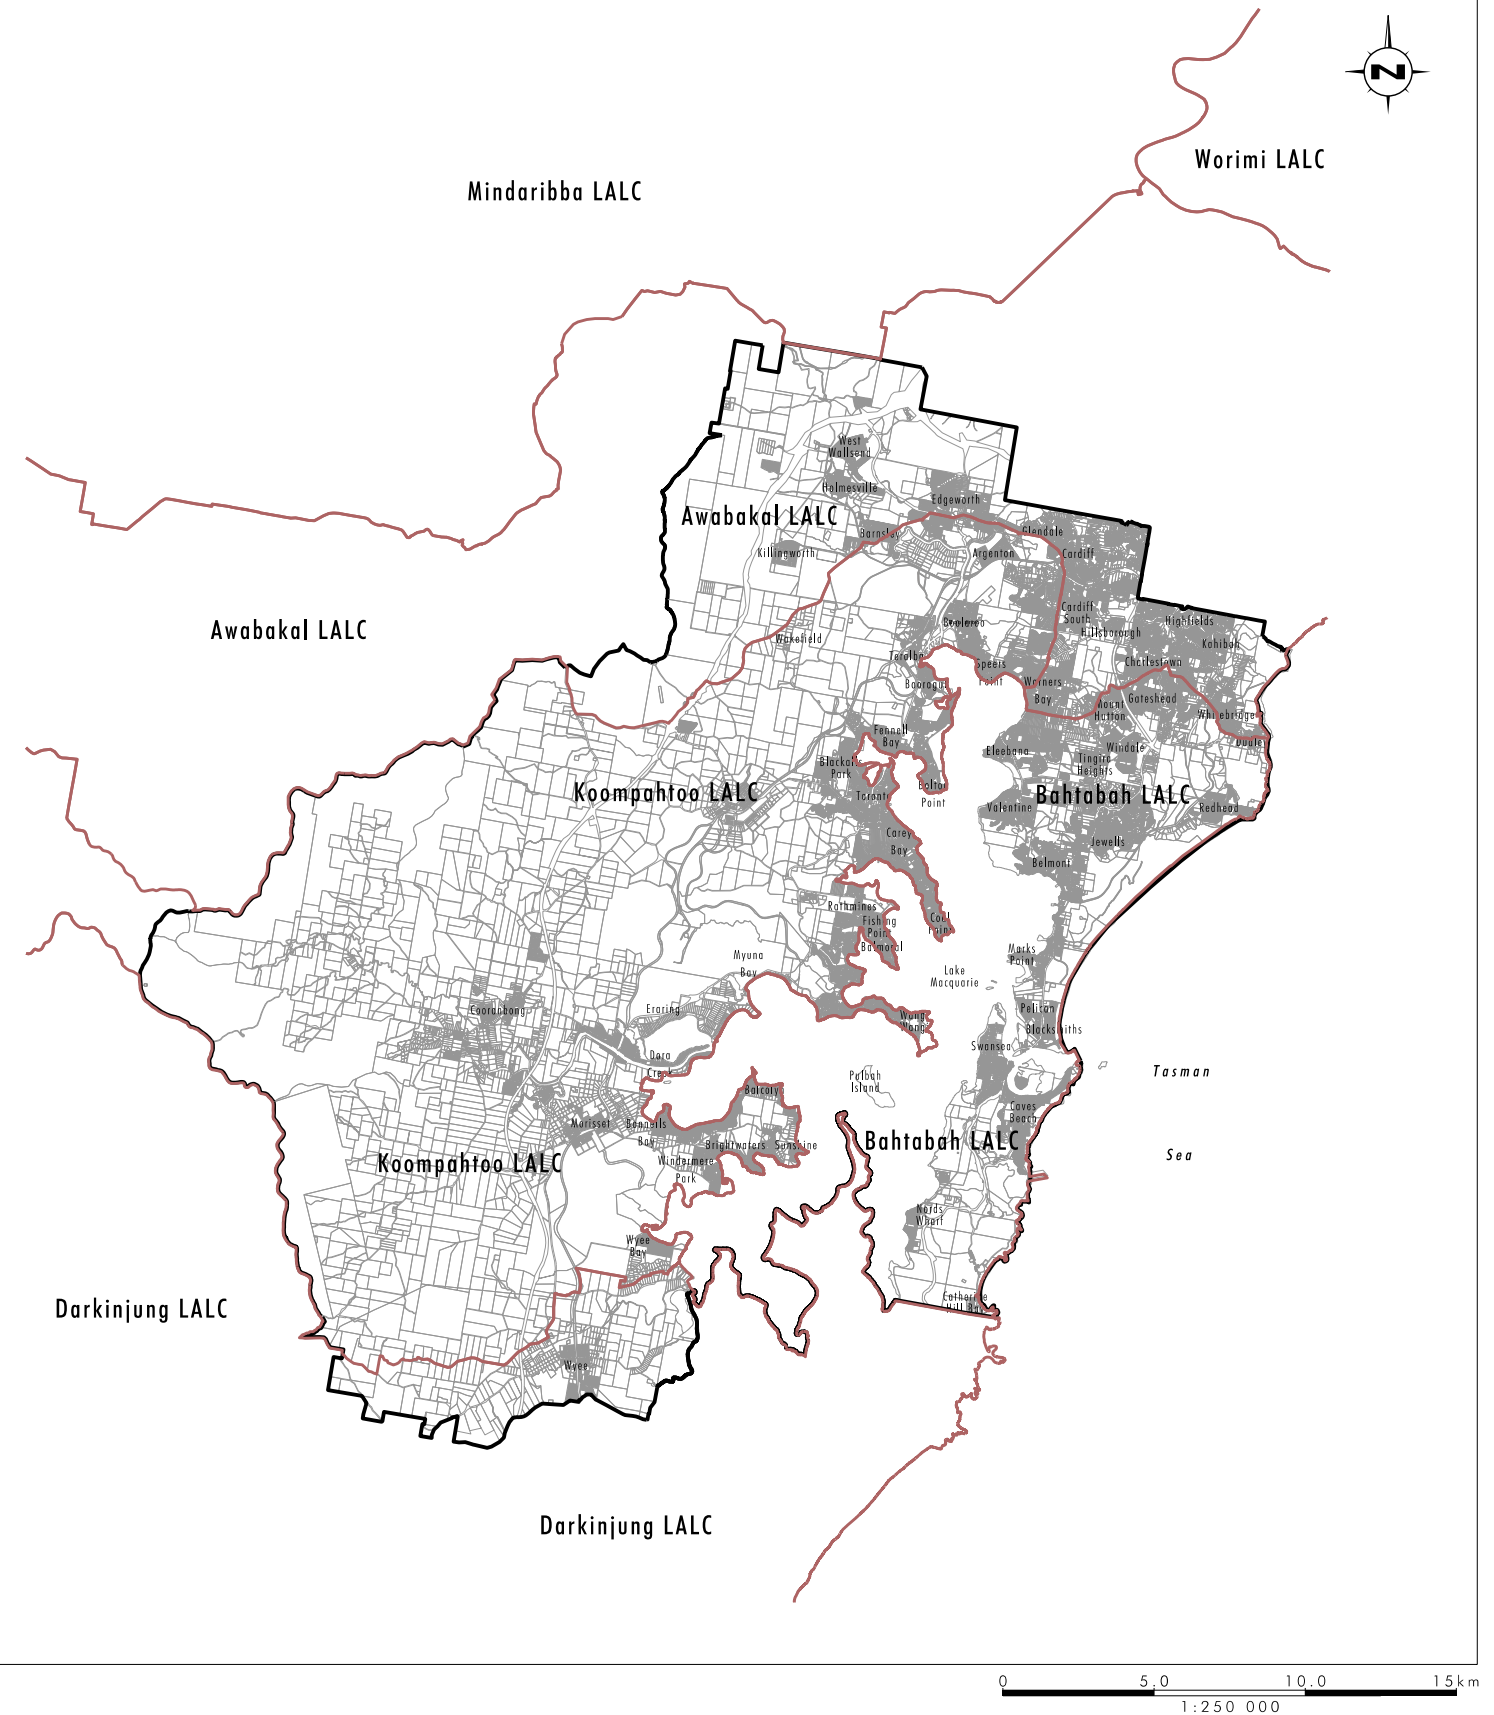 N
Worimi LALC
Mindaribba LALC
West
Wallsend
Holmesville
Edgeworth
Awabakal LALC
Barnsley
Glendale
Killingworth
Argenton
Cardiff
Cardiff
South
Highfields
Hillsborough
Kahibah
Awabakal LALC
Wakefield
Booleroo
Teralba
Speers
Point
Charlestown
Booragul
Warners
Bay
Mount
Hutton
Gateshead
Whitebridge
Fennell
Bay
Eleebana
Windale
Dudley
Blackalls
Park
Tingira
Heights
Koompahtoo LALC
Toronto
Bolton
Point
Bahtabah LALC
Valentine
Redhead
Carey
Bay
Jewells
Belmont
Rathmines
Fishing
Point
Balmoral
Coal
Point
Myuna
Bay
Marks
Point
Lake
Macquarie
Cooranbong
Eraring
Wangi
Wangi
Pelican
Blacksmiths
Swansea
Dora
Creek
Pulbah
Island
Tasman
Balcolyn
Caves
Beach
Morisset
Bonnells
Bay
Brightwaters
Sunshine
Bahtabah LALC
Sea
Koompahtoo LALC
Windermere
Park
Nords
Wharf
Wyee
Bay
Catherine
Hill Bay
Darkinjung LALC
Wyee
Darkinjung LALC
0 5.0 10.0 15km
1:250 000